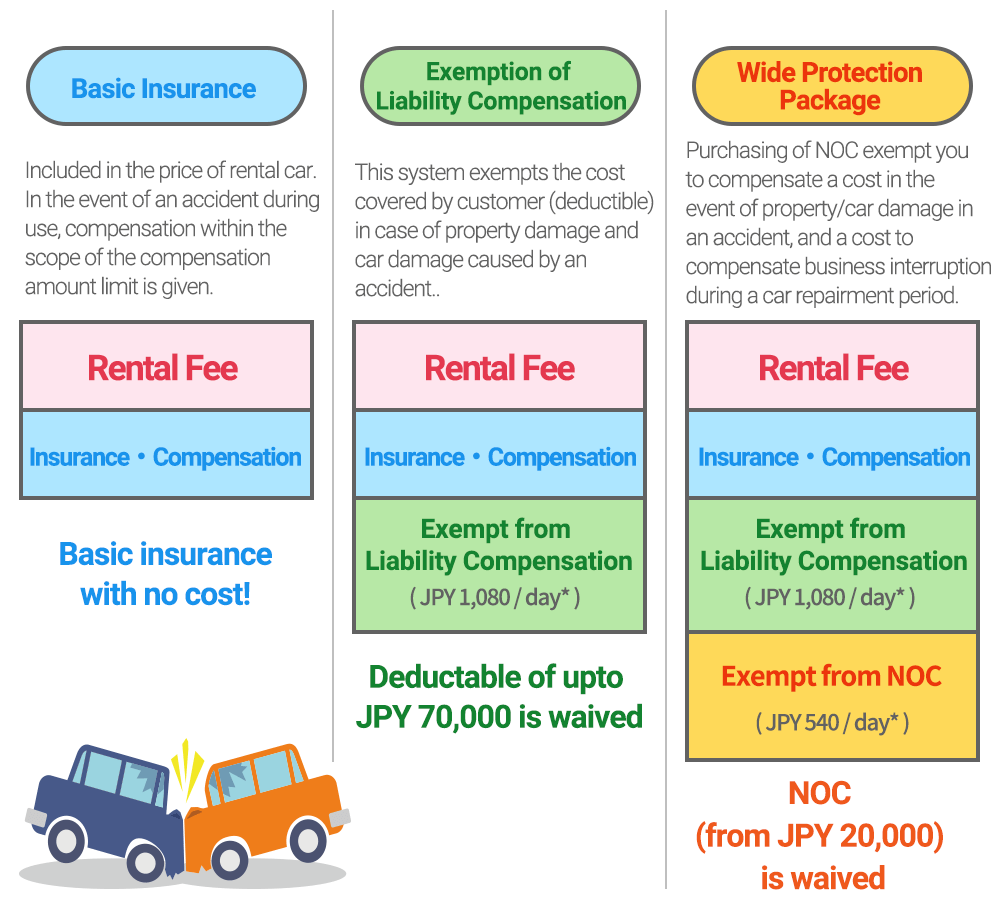 Basic Insurance
Included in the price of rental car.
In the event of an accident during
use, compensation within the
scope of the compensation
amount limit is given.
Rental Fee
Insurance・Compensation
Basic insurance
with no cost!
Exemption of
Liability Compensation
This system exempts the cost
covered by customer (deductible)
in case of property damage and
car damage caused by an
accident..
Rental Fee
Insurance・Compensation
Exempt from
Liability Compensation
( JPY 1,080 / day* )
Deductable of upto
JPY 70,000 is waived
Wide Protection
Package
Purchasing of NOC exempt you
to compensate a cost in the
event of property/car damage in
an accident, and a cost to
compensate business interruption
during a car repairment period.
Rental Fee
Insurance・Compensation
Exempt from
Liability Compensation
( JPY 1,080 / day* )
Exempt from NOC
( JPY 540 / day* )
NOC
(from JPY 20,000)
is waived